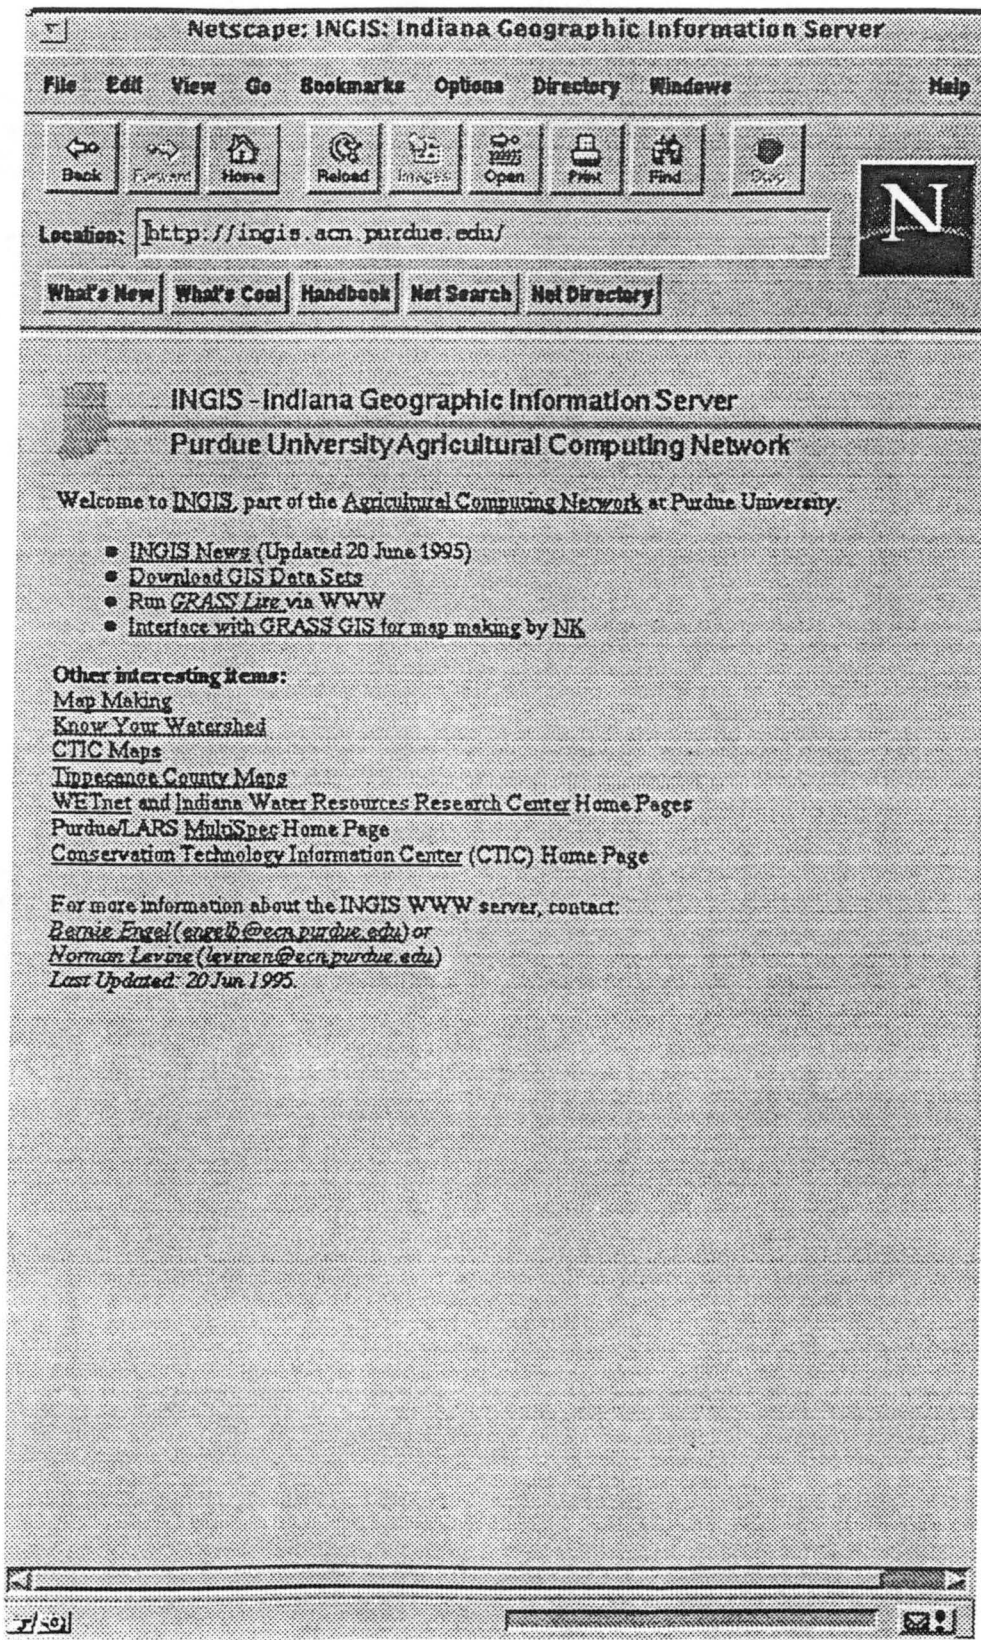 Netscape: INGIS: Indiana Geographic Information Server
File Edit View Go Bookmarks Options Directory Windows Help
Back Forward Home Reload Images Open Print Find Stop
N
Location: http://ingis.acn.purdue.edu/
What's New What's Cool Handbook Net Search Net Directory
INGIS - Indiana Geographic Information Server
Purdue University Agricultural Computing Network
Welcome to INGIS, part of the Agricultural Computing Network at Purdue University.
INGIS News (Updated 20 June 1995)
Download GIS Data Sets
Run GRASS Lite via WWW
Interface with GRASS GIS for map making by NK
Other interesting items:
Map Making
Know Your Watershed
CTIC Maps
Tippecanoe County Maps
WETnet and Indiana Water Resources Research Center Home Pages
Purdue/LARS MultiSpec Home Page
Conservation Technology Information Center (CTIC) Home Page
For more information about the INGIS WWW server, contact:
Bernie Engel (engelb@ecn.purdue.edu) or
Norman Levine (levinen@ecn.purdue.edu)
Last Updated: 20 Jun 1995.